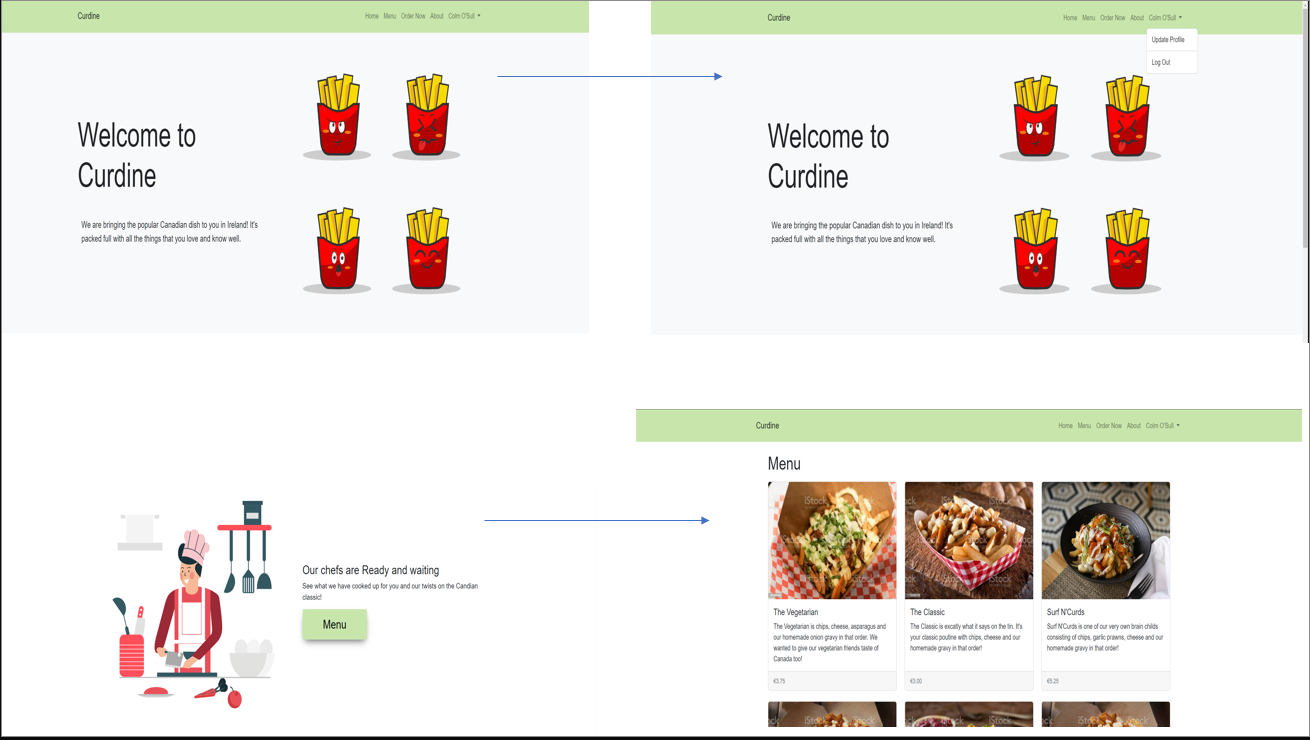 Curdine
Home Menu Order Now About Colm O'Sull
Welcome to
Curdine
We are bringing the popular Canadian dish to you in Ireland! It's
packed full with all the things that you love and know well.
Curdine
Home Menu Order Now About Colm O'Sull
Update Profile
Log Out
Welcome to
Curdine
We are bringing the popular Canadian dish to you in Ireland! It's
packed full with all the things that you love and know well.
Our chefs are Ready and waiting
See what we have cooked up for you and our twists on the Candian
classic!
Menu
Curdine
Home Menu Order Now About Colm O'Sull
Menu
iStock
iStock
The Vegetarian
The Vegetarian is chips, cheese, asparagus and
our homemade onion gravy in that order. We
wanted to give our vegetarian friends taste of
Canada too!
€3.75
The Classic
The Classic is excatly what it says on the tin. It's
your classic poutine with chips, cheese and our
homemade gravy in that order!
€3.00
Surf N'Curds
Surf N'Curds is one of our very own brain childs
consisting of chips, garlic prawns, cheese and our
homemade gravy in that order!
€5.25
iStock
iStock
iStock